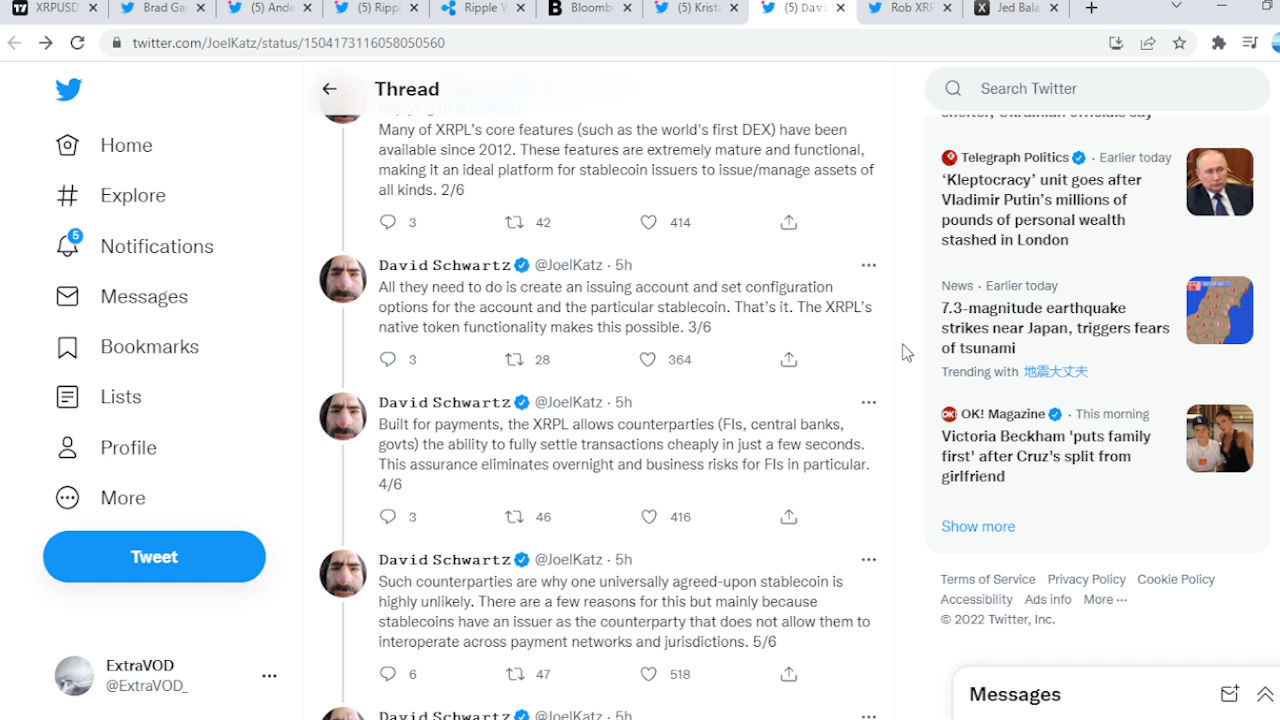 XRPUSD
Brad Ga
(5) Ande
(5) Rippl
Ripple W
Bloomb
(5) Krist
(5) Davi
Rob XRP
Jed Bala
twitter.com/JoelKatz/status/1504173116058050560
Home
Explore
5
Notifications
Messages
Bookmarks
Lists
Profile
More
Tweet
ExtraVOD
@ExtraVOD_
Thread
Replying to @JoelKatz
Many of XRPL's core features (such as the world's first DEX) have been
available since 2012. These features are extremely mature and functional,
making it an ideal platform for stablecoin issuers to issue/manage assets of
all kinds. 2/6
3 42 414
David Schwartz @JoelKatz · 5h
All they need to do is create an issuing account and set configuration
options for the account and the particular stablecoin. That's it. The XRPL's
native token functionality makes this possible. 3/6
3 28 364
David Schwartz @JoelKatz · 5h
Built for payments, the XRPL allows counterparties (FIs, central banks,
govts) the ability to fully settle transactions cheaply in just a few seconds.
This assurance eliminates overnight and business risks for FIs in particular.
4/6
3 46 416
David Schwartz @JoelKatz · 5h
Such counterparties are why one universally agreed-upon stablecoin is
highly unlikely. There are a few reasons for this but mainly because
stablecoins have an issuer as the counterparty that does not allow them to
interoperate across payment networks and jurisdictions. 5/6
6 47 518
David Schwartz @JoelKatz · 5h
Search Twitter
shelter, Ukrainian officials say
Telegraph Politics · Earlier today
‘Kleptocracy’ unit goes after
Vladimir Putin's millions of
pounds of personal wealth
stashed in London
News · Earlier today
7.3-magnitude earthquake
strikes near Japan, triggers fears
of tsunami
Trending with 地震大丈夫
OK! Magazine · This morning
Victoria Beckham 'puts family
first' after Cruz's split from
girlfriend
Show more
Terms of Service Privacy Policy Cookie Policy
Accessibility Ads info More ···
© 2022 Twitter, Inc.
Messages